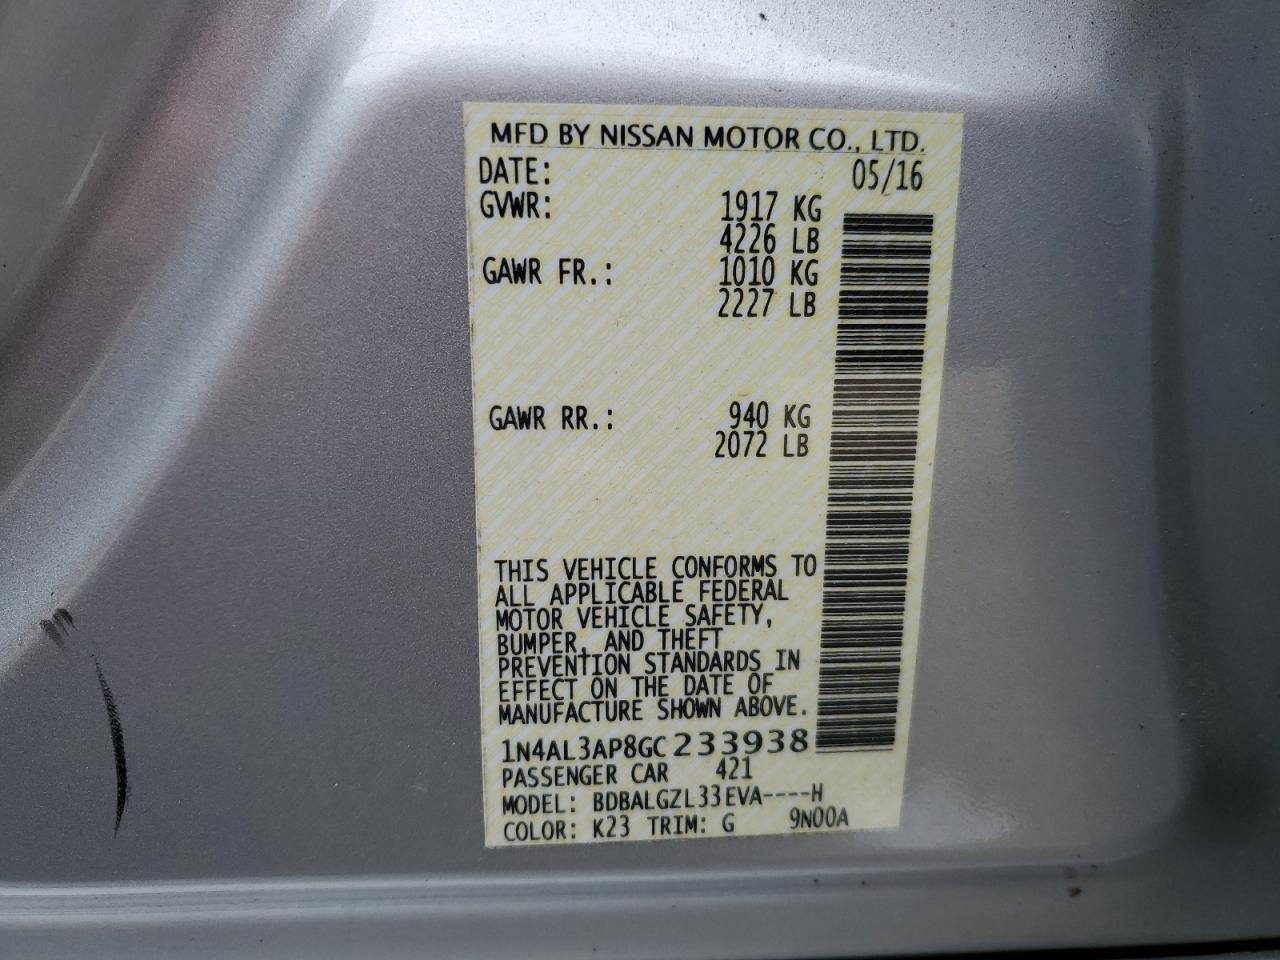 MFD BY NISSAN MOTOR CO., LTD.
DATE: 05/16
GVWR: 1917 KG
4226 LB
GAWR FR.: 1010 KG
2227 LB
GAWR RR.: 940 KG
2072 LB
THIS VEHICLE CONFORMS TO
ALL APPLICABLE FEDERAL
MOTOR VEHICLE SAFETY,
BUMPER, AND THEFT
PREVENTION STANDARDS IN
EFFECT ON THE DATE OF
MANUFACTURE SHOWN ABOVE.
1N4AL3AP8GC233938
PASSENGER CAR 421
MODEL: BDBALGZL33EVA----H
COLOR: K23 TRIM: G 9N00A